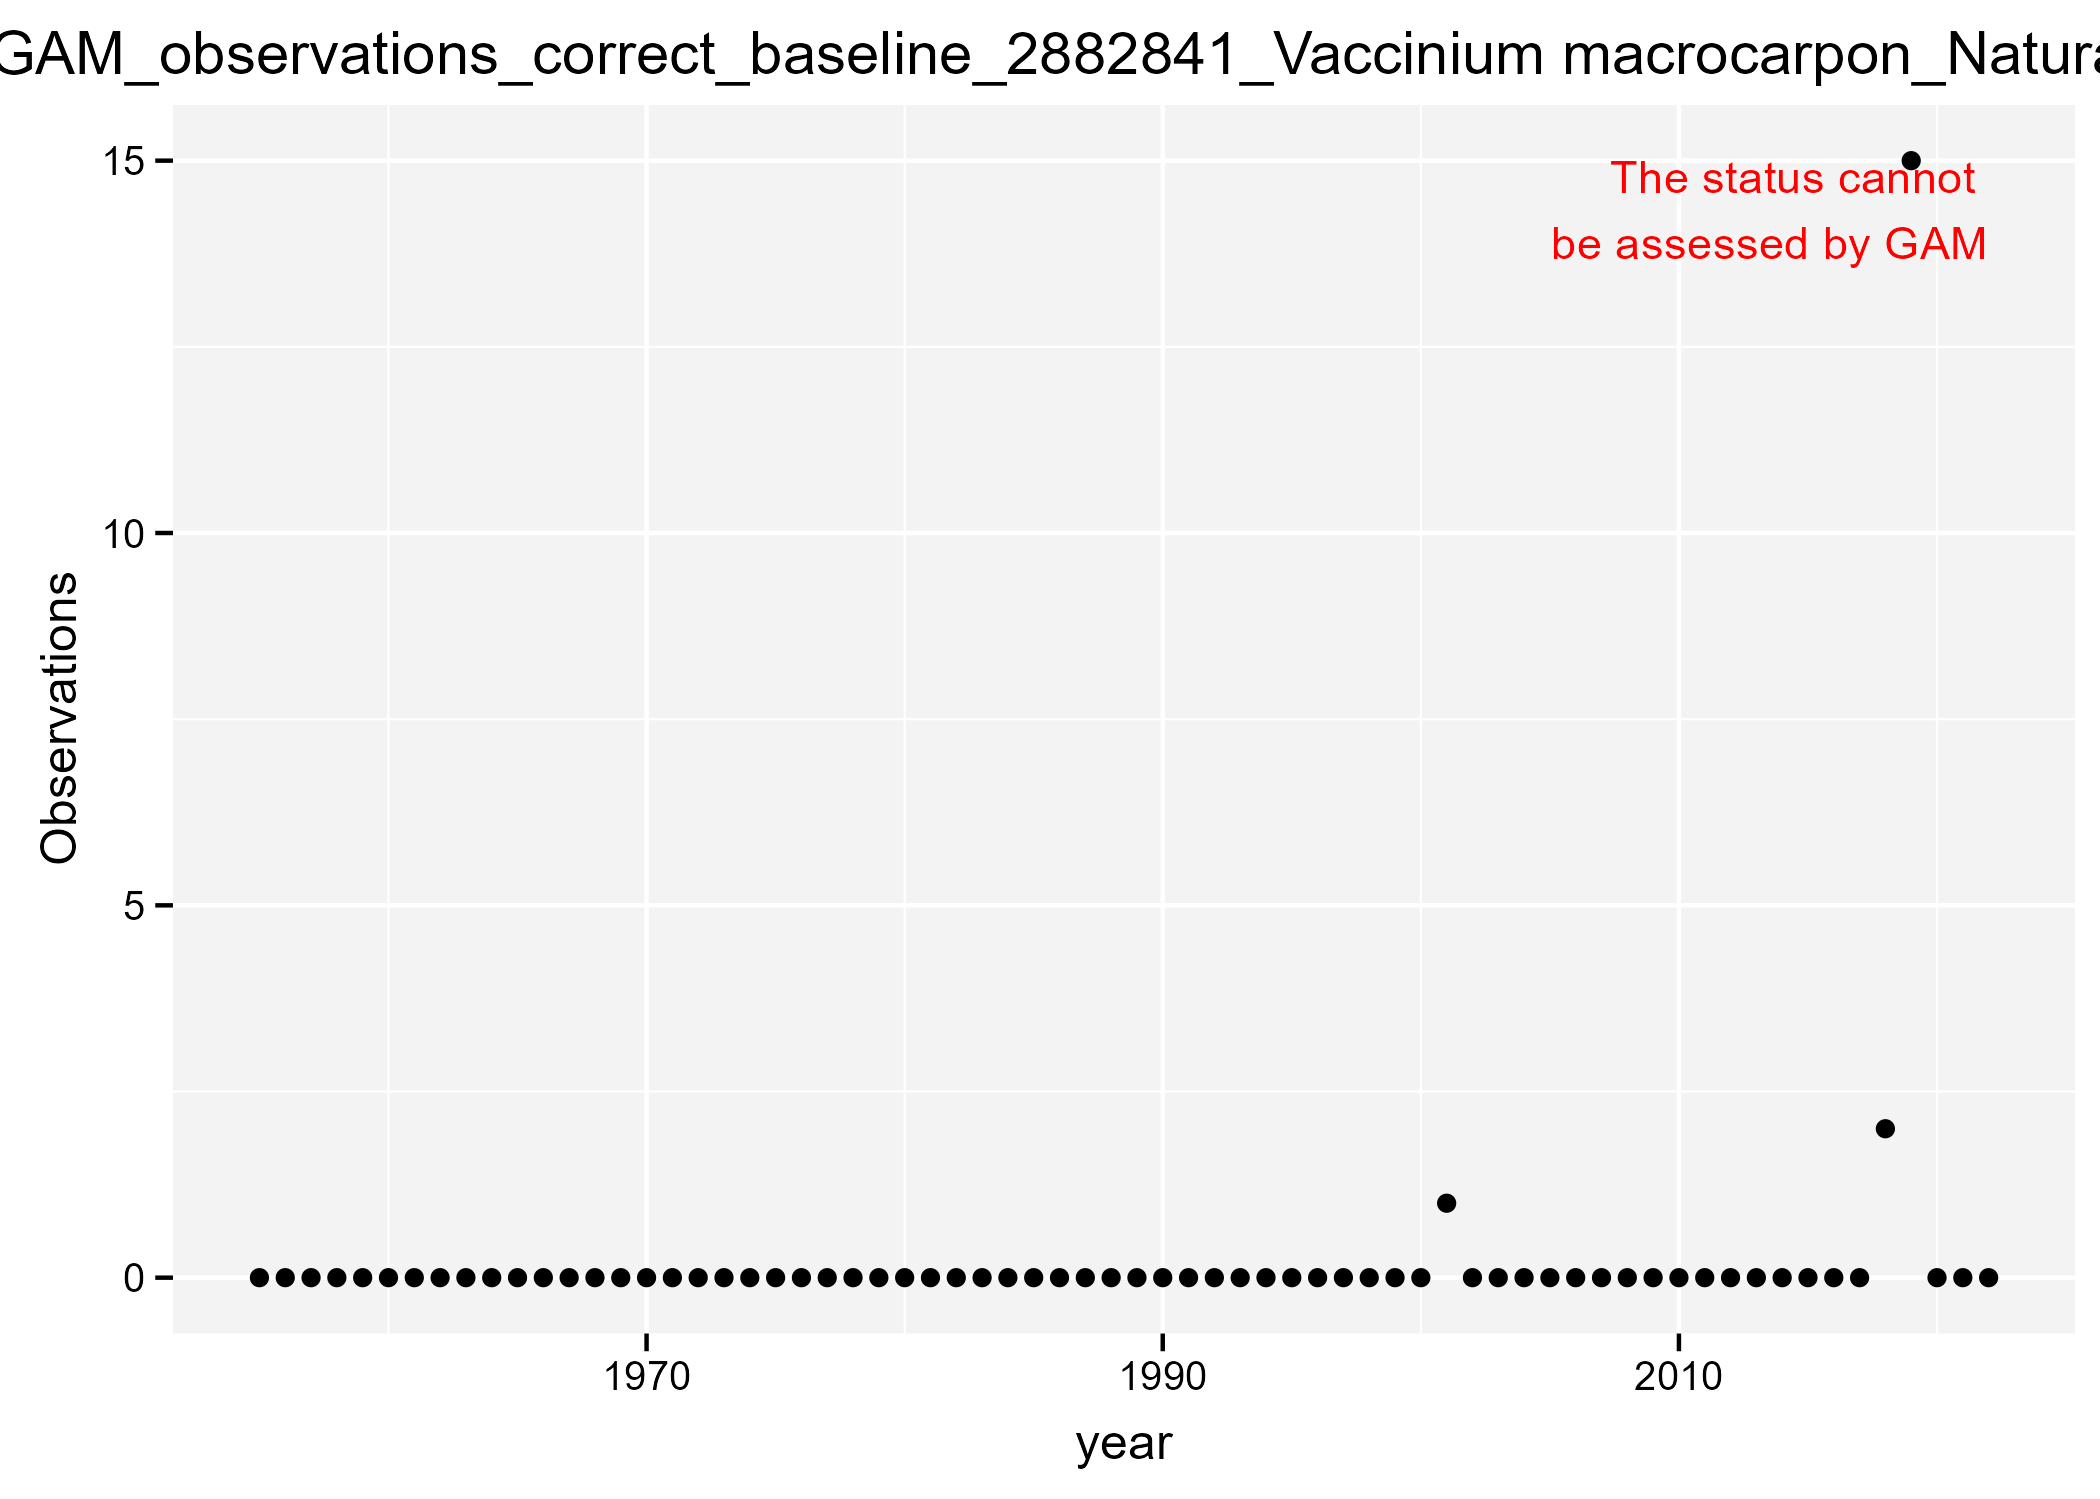 GAM_observations_correct_baseline_2882841_Vaccinium macrocarpon_Natura
15
The status cannot
be assessed by GAM
10
Observations
5
0
1970 1990 2010
year